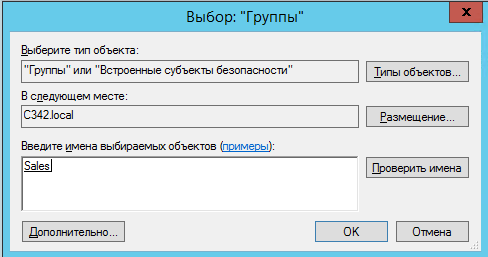 Выбор: "Группы"
x
Выберите тип объекта:
"Группы" или "Встроенные субъекты безопасности"
Типы объектов...
В следующем месте:
C342.local
Размещение...
Введите имена выбираемых объектов (примеры):
Sales
Проверить имена
Дополнительно...
OK
Отмена